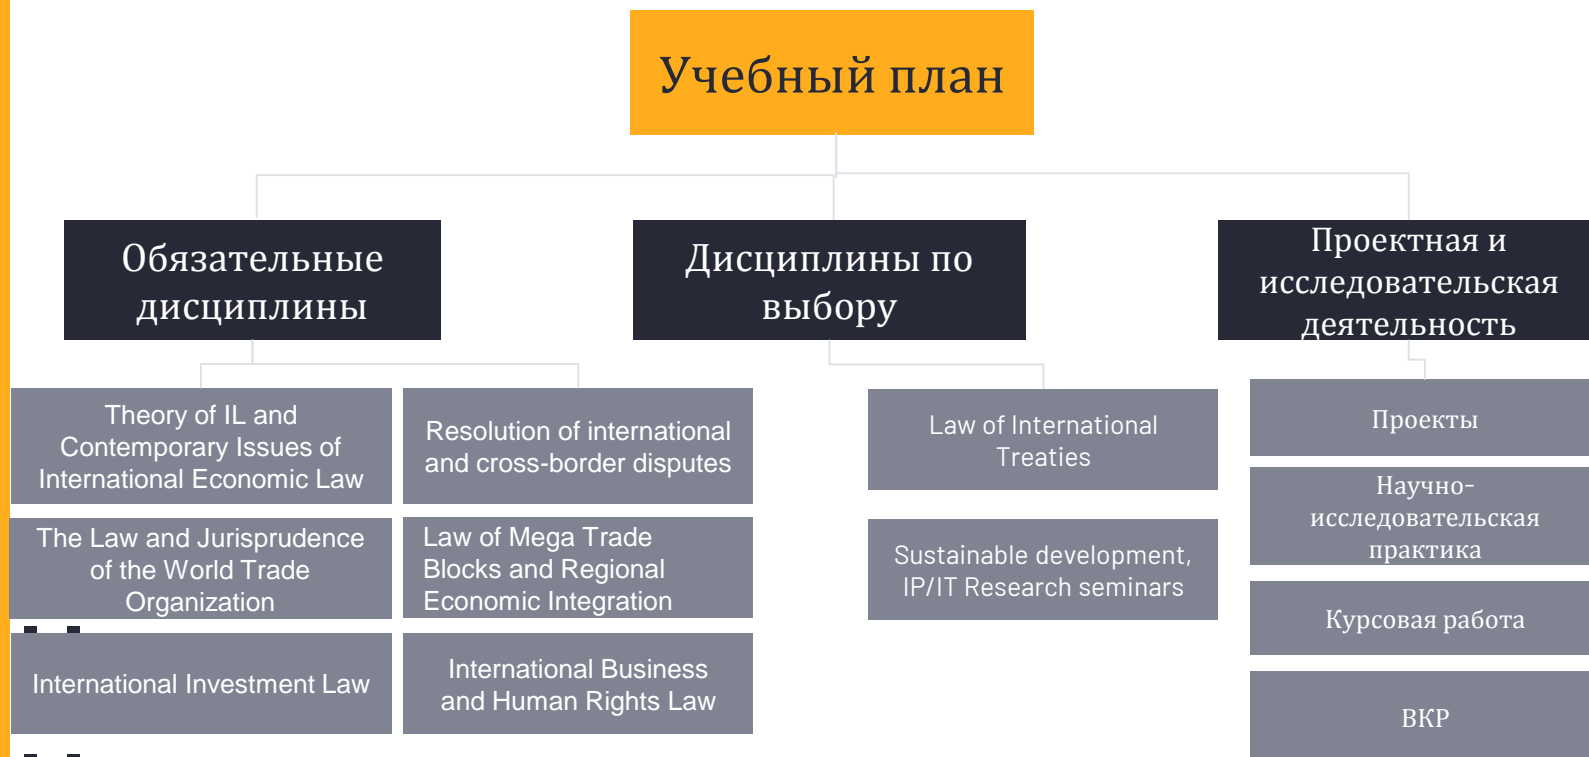 Учебный план
Обязательные
дисциплины
Дисциплины по
выбору
Проектная и
исследовательская
деятельность
Theory of IL and
Contemporary Issues of
International Economic Law
Resolution of international
and cross-border disputes
Law of International
Treaties
Проекты
The Law and Jurisprudence
of the World Trade
Organization
Law of Mega Trade
Blocks and Regional
Economic Integration
Sustainable development,
IP/IT Research seminars
Научно-
исследовательская
практика
International Investment Law
International Business
and Human Rights Law
Курсовая работа
ВКР